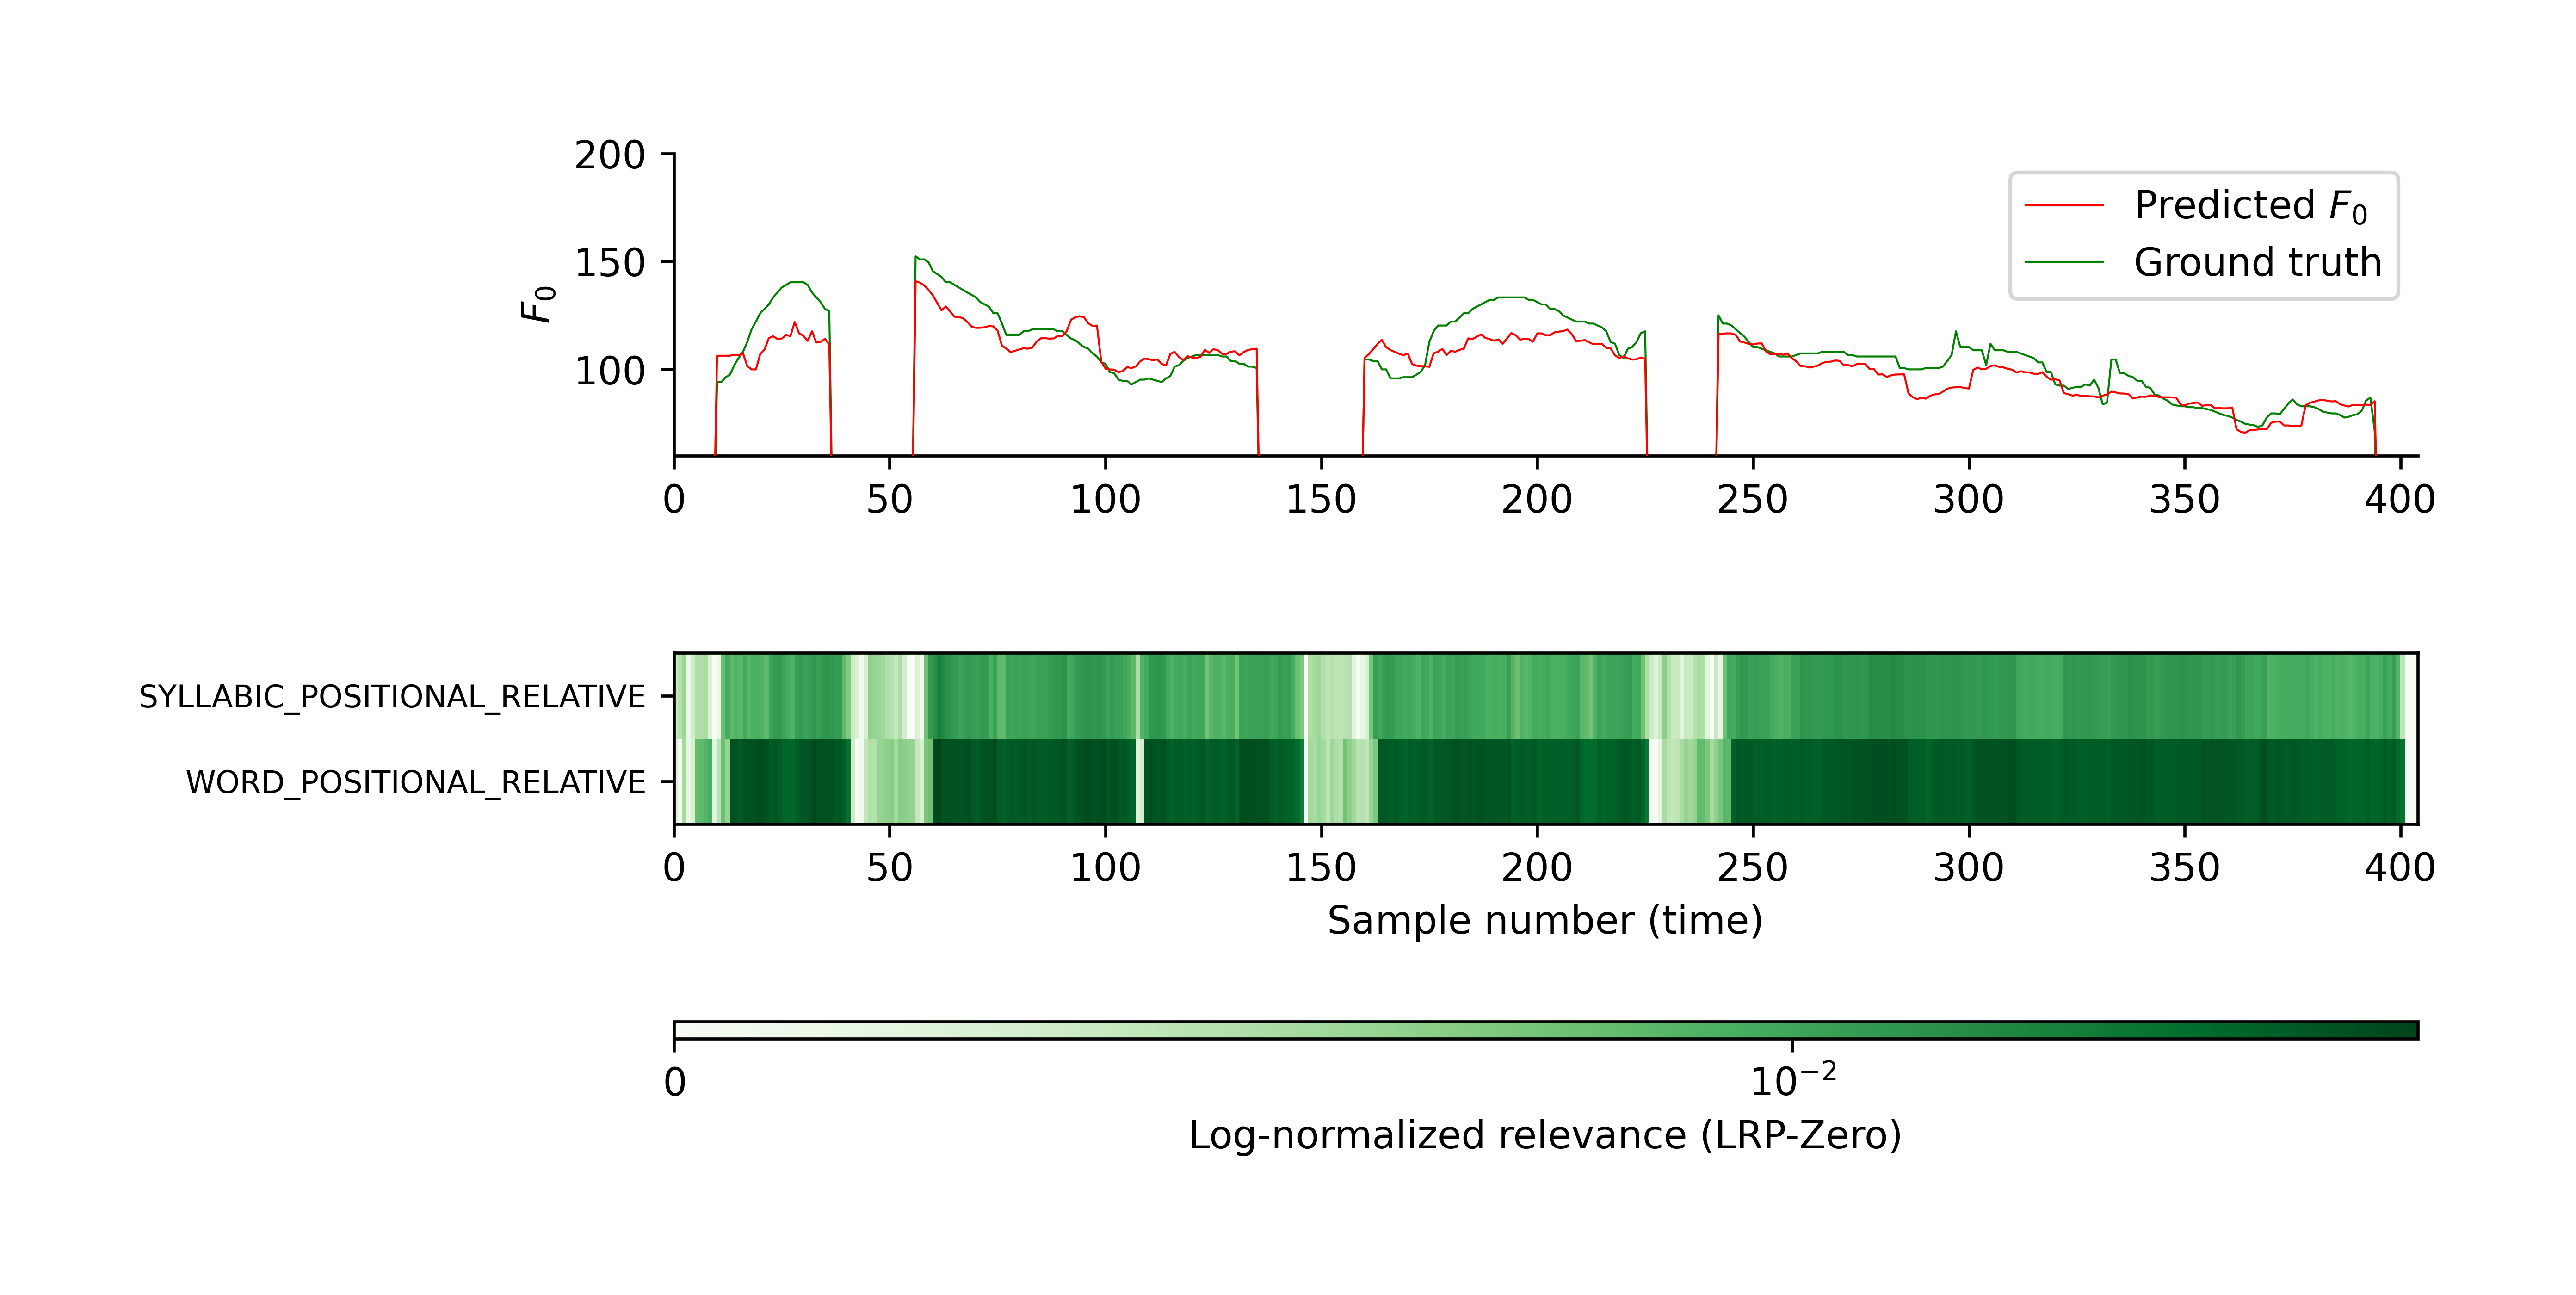 200
150
100
F₀
Predicted F₀
Ground truth
0 50 100 150 200 250 300 350 400
SYLLABIC_POSITIONAL_RELATIVE
WORD_POSITIONAL_RELATIVE
0 50 100 150 200 250 300 350 400
Sample number (time)
0 10⁻²
Log-normalized relevance (LRP-Zero)